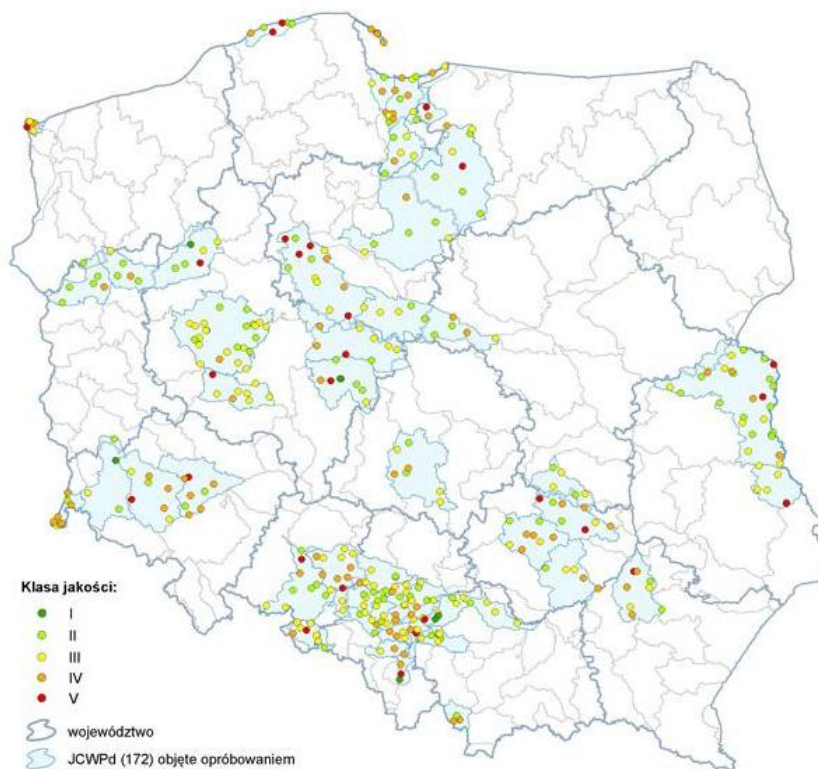 Klasa jakości:
I
II
III
IV
V
województwo
JCWPd (172) objęte opróbowaniem